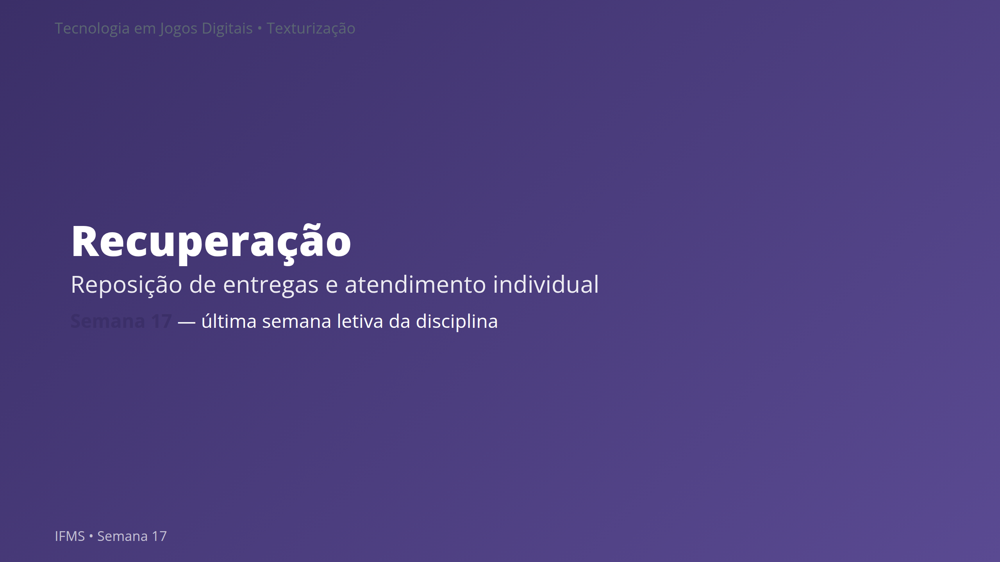 Tecnologia em Jogos Digitais • Texturização
Recuperação
Reposição de entregas e atendimento individual
Semana 17 — última semana letiva da disciplina
IFMS • Semana 17